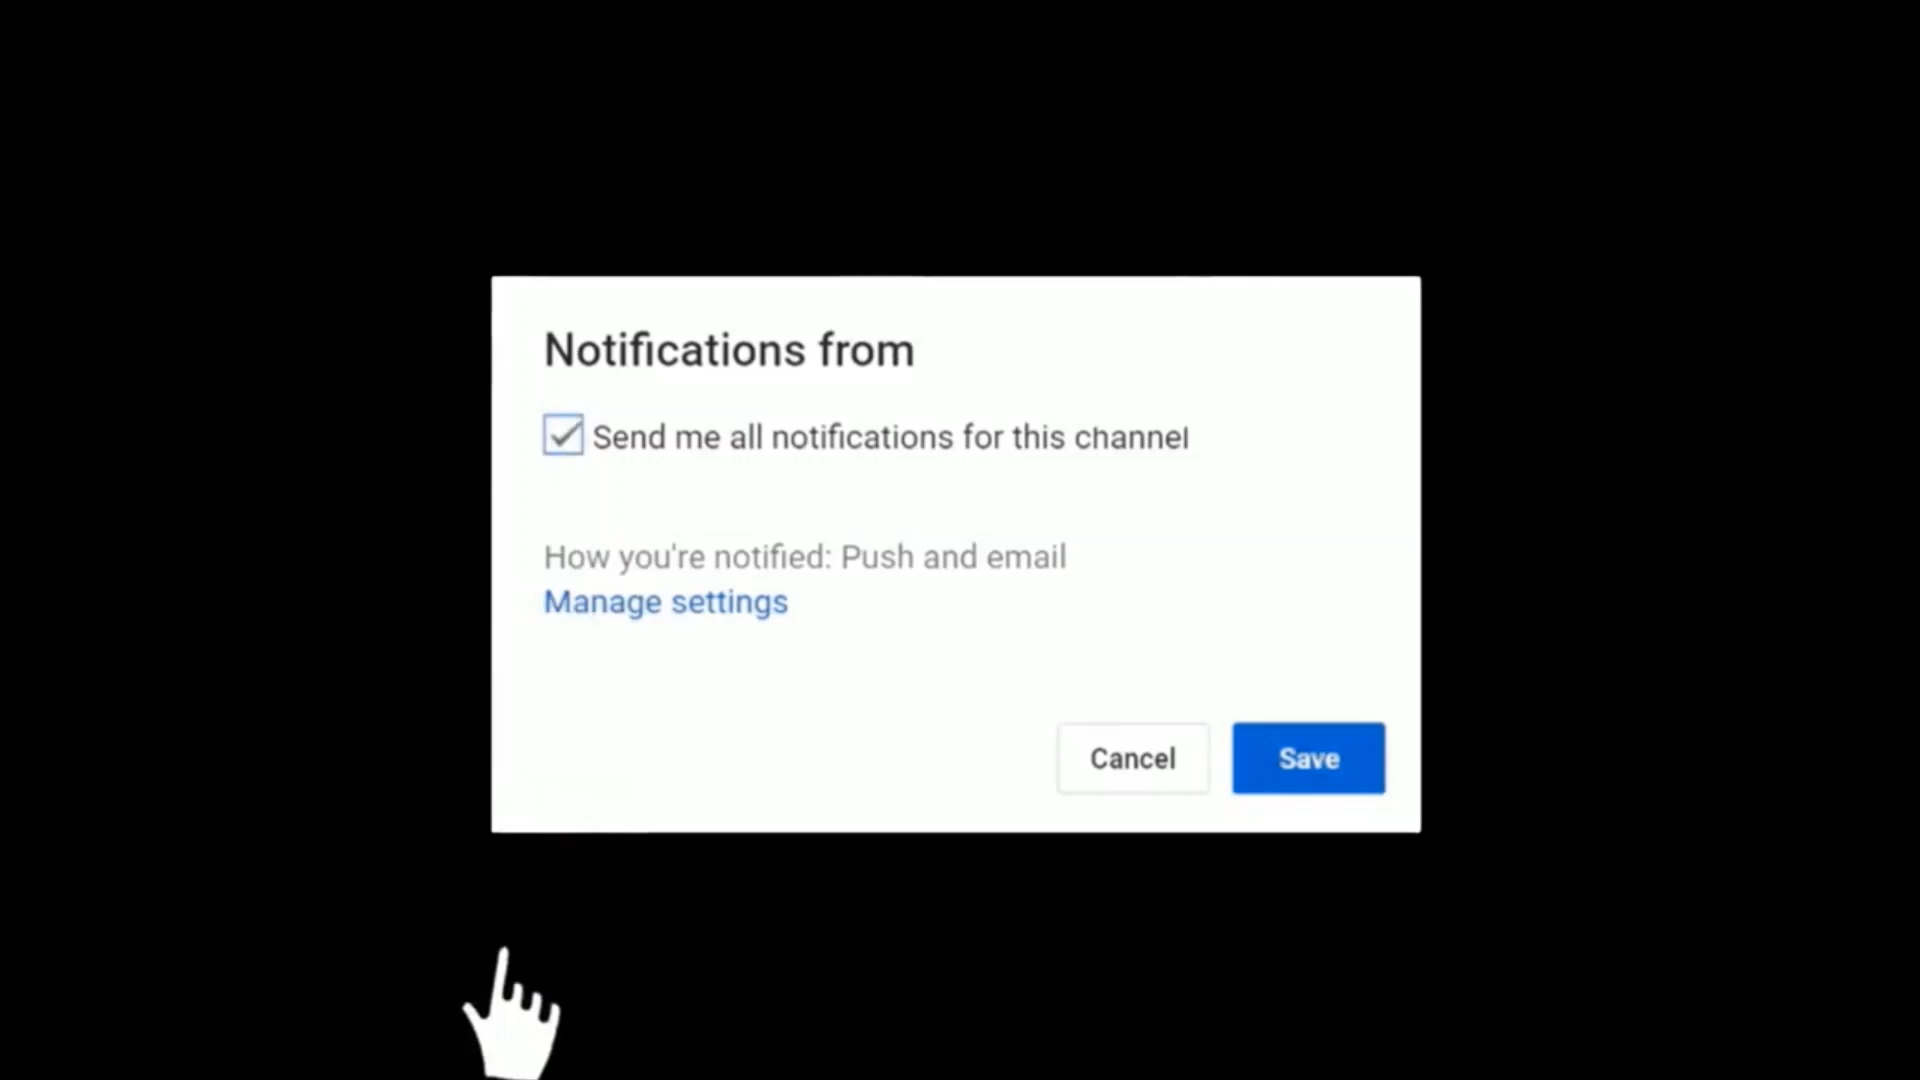 Notifications from
Send me all notifications for this channel
How you're notified: Push and email
Manage settings
Cancel
Save